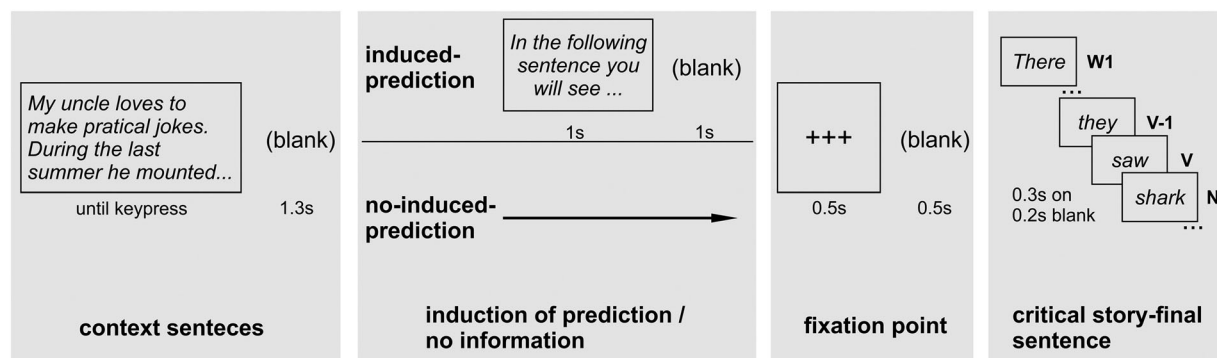 My uncle loves to
make pratical jokes.
During the last
summer he mounted...
(blank)
until keypress
1.3s
context senteces
induced-
prediction
In the following
sentence you
will see ...
(blank)
1s
1s
no-induced-
prediction
induction of prediction /
no information
+++
(blank)
0.5s
0.5s
fixation point
There
W1
...
they
V-1
saw
V
shark
N
0.3s on
0.2s blank
...
critical story-final
sentence